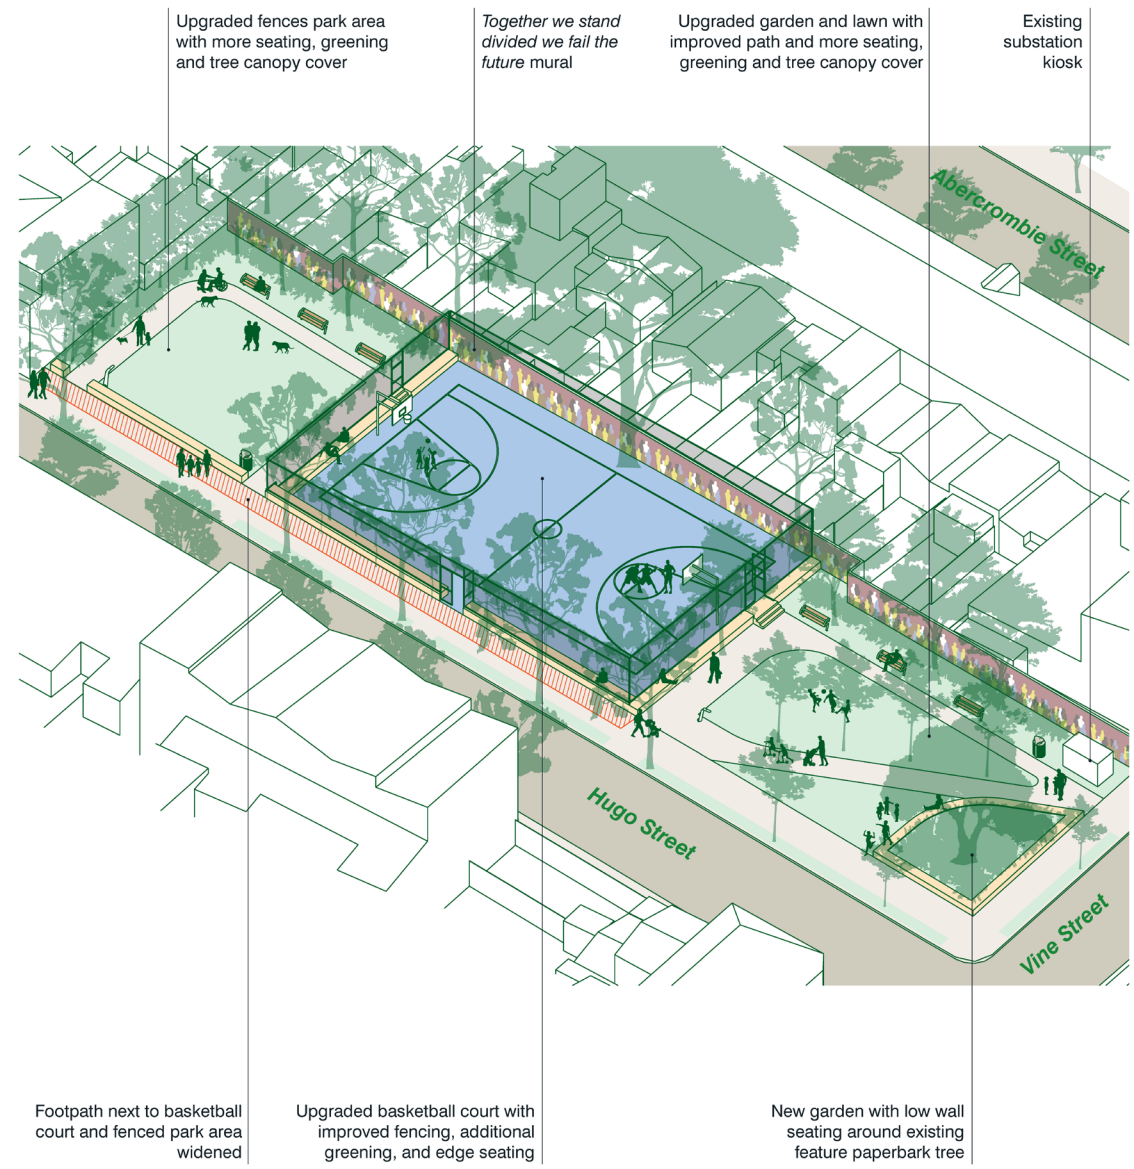 Upgraded fences park area
with more seating, greening
and tree canopy cover
Together we stand
divided we fail the
future mural
Upgraded garden and lawn with
improved path and more seating,
greening and tree canopy cover
Existing
substation
kiosk
Abercrombie Street
Hugo Street
Vine Street
Footpath next to basketball
court and fenced park area
widened
Upgraded basketball court with
improved fencing, additional
greening, and edge seating
New garden with low wall
seating around existing
feature paperbark tree